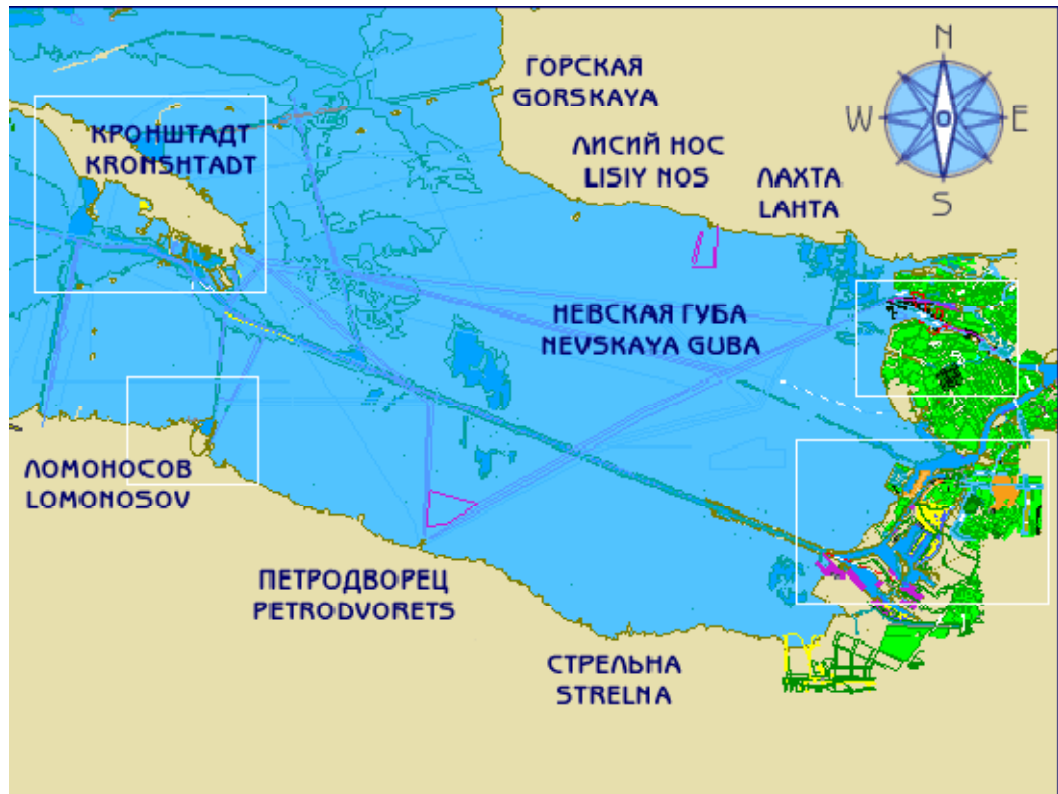 N
ГОРСКАЯ
GORSKAYA
W
E
КРОНШТАДТ
KRONSHTADT
ЛИСИЙ НОС
LISIY NOS
ЛАХТА
LAHTA
S
НЕВСКАЯ ГУБА
NEVSKAYA GUBA
ЛОМОНОСОВ
LOMONOSOV
ПЕТРОДВОРЕЦ
PETRODVORETS
СТРЕЛЬНА
STRELNA